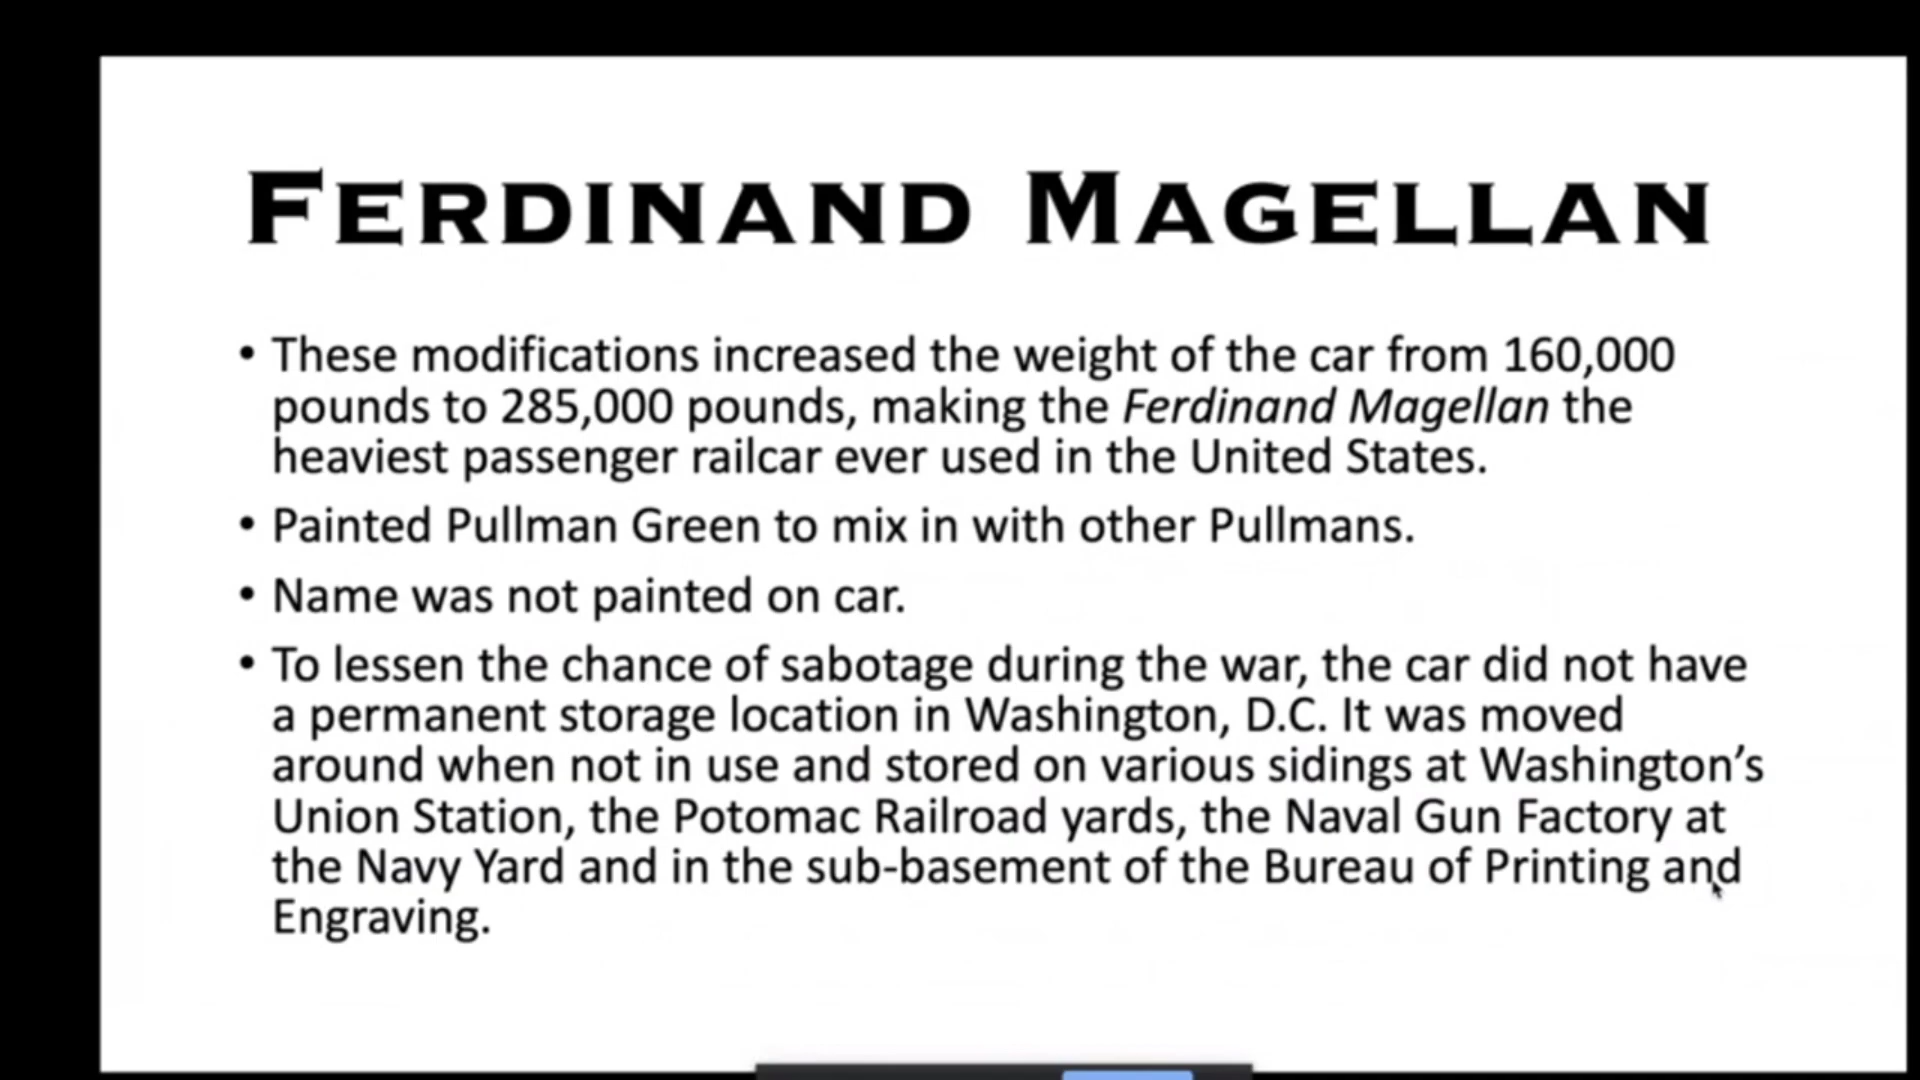 FERDINAND MAGELLAN
• These modifications increased the weight of the car from 160,000
pounds to 285,000 pounds, making the Ferdinand Magellan the
heaviest passenger railcar ever used in the United States.
• Painted Pullman Green to mix in with other Pullmans.
• Name was not painted on car.
• To lessen the chance of sabotage during the war, the car did not have
a permanent storage location in Washington, D.C. It was moved
around when not in use and stored on various sidings at Washington’s
Union Station, the Potomac Railroad yards, the Naval Gun Factory at
the Navy Yard and in the sub-basement of the Bureau of Printing and
Engraving.